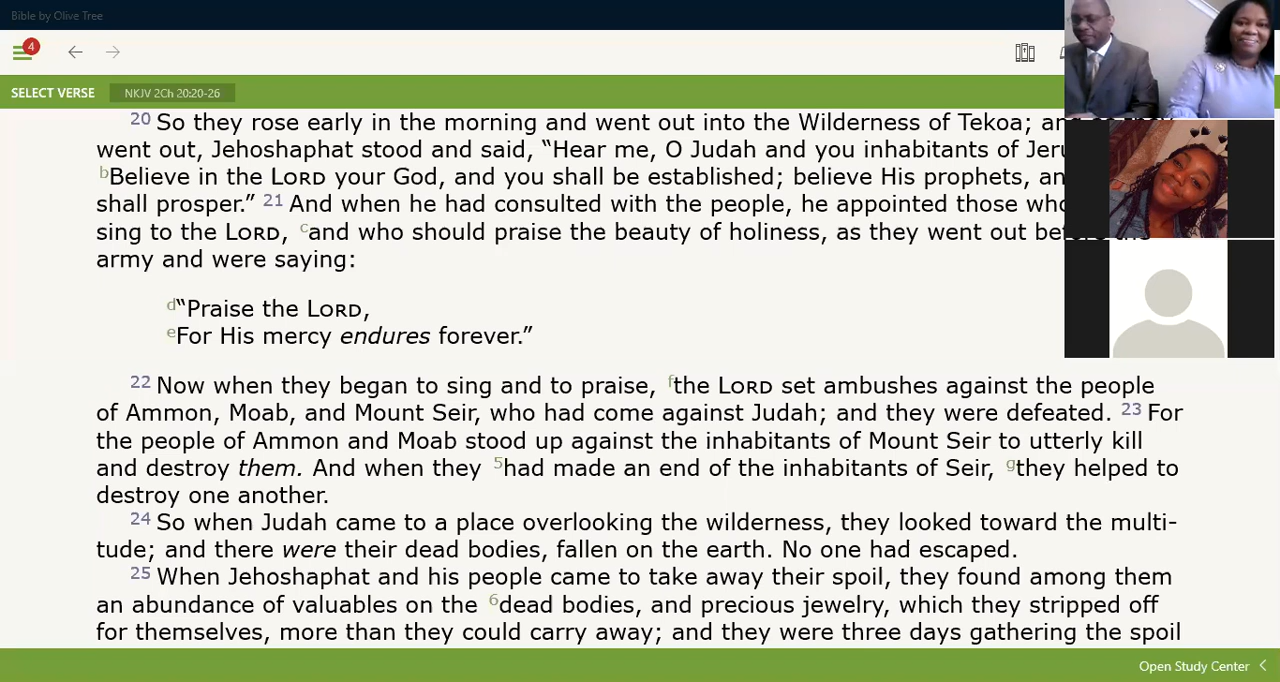 Bible by Olive Tree
4
SELECT VERSE NKJV 2Ch 20:20-26
20 So they rose early in the morning and went out into the Wilderness of Tekoa; and
went out, Jehoshaphat stood and said, “Hear me, O Judah and you inhabitants of
bBelieve in the LORD your God, and you shall be established; believe His prophets,
shall prosper.” 21 And when he had consulted with the people, he appointed those
sing to the LORD, cand who should praise the beauty of holiness, as they went out before the
army and were saying:
d“Praise the LORD,
eFor His mercy endures forever.”
22 Now when they began to sing and to praise, fthe LORD set ambushes against the people
of Ammon, Moab, and Mount Seir, who had come against Judah; and they were defeated. 23 For
the people of Ammon and Moab stood up against the inhabitants of Mount Seir to utterly kill
and destroy them. And when they 5had made an end of the inhabitants of Seir, gthey helped to
destroy one another.
24 So when Judah came to a place overlooking the wilderness, they looked toward the multi-
tude; and there were their dead bodies, fallen on the earth. No one had escaped.
25 When Jehoshaphat and his people came to take away their spoil, they found among them
an abundance of valuables on the 6dead bodies, and precious jewelry, which they stripped off
for themselves, more than they could carry away; and they were three days gathering the spoil
Open Study Center